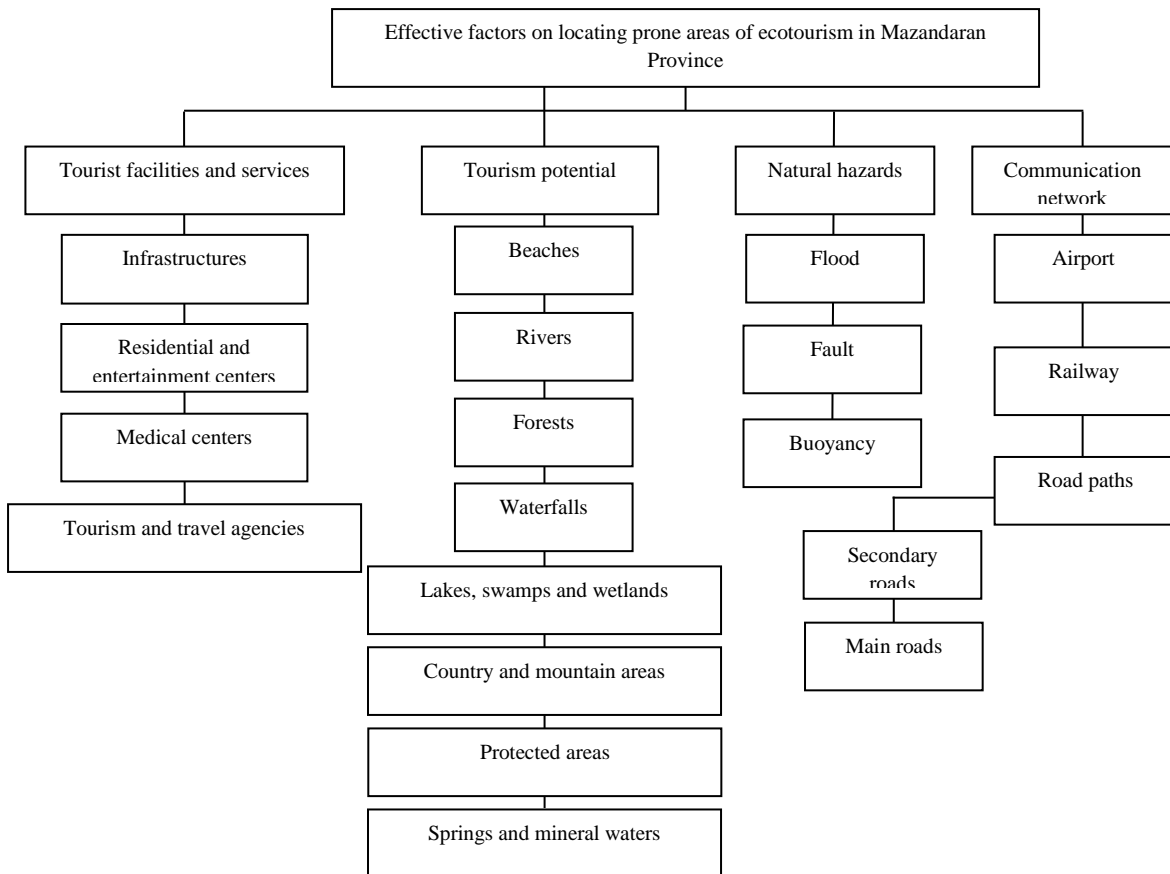 Effective factors on locating prone areas of ecotourism in Mazandaran
Province
Tourist facilities and services
Tourism potential
Natural hazards
Communication
network
Infrastructures
Residential and
entertainment centers
Medical centers
Tourism and travel agencies
Beaches
Rivers
Forests
Waterfalls
Lakes, swamps and wetlands
Country and mountain areas
Protected areas
Springs and mineral waters
Flood
Fault
Buoyancy
Airport
Railway
Road paths
Secondary
roads
Main roads